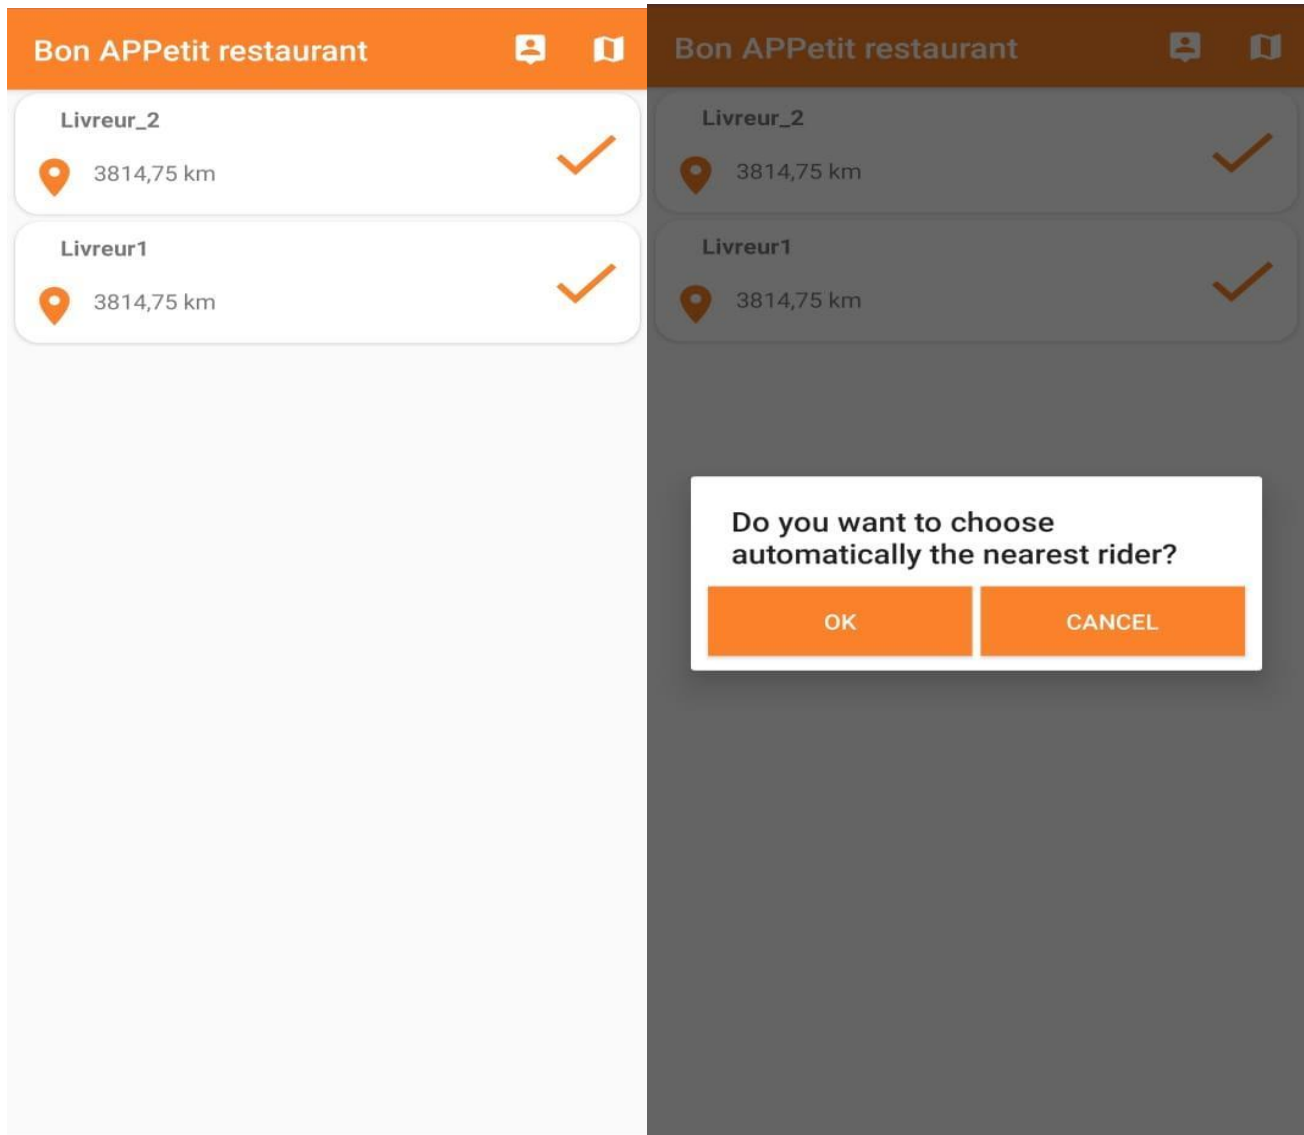 Bon APPetit restaurant
Livreur_2
3814,75 km
Livreur1
3814,75 km
Bon APPetit restaurant
Livreur_2
3814,75 km
Livreur1
3814,75 km
Do you want to choose
automatically the nearest rider?
OK
CANCEL